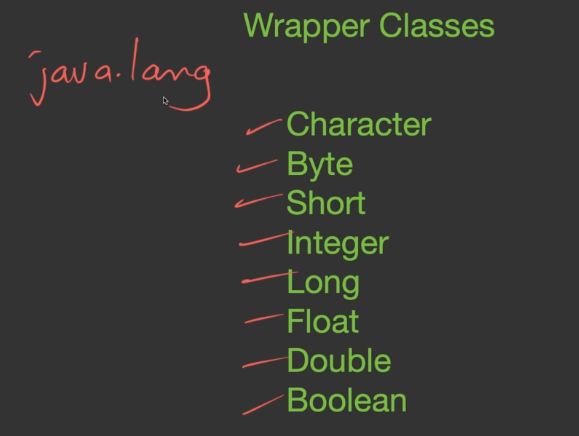 Wrapper Classes
java.lang
Character
Byte
Short
Integer
Long
Float
Double
Boolean